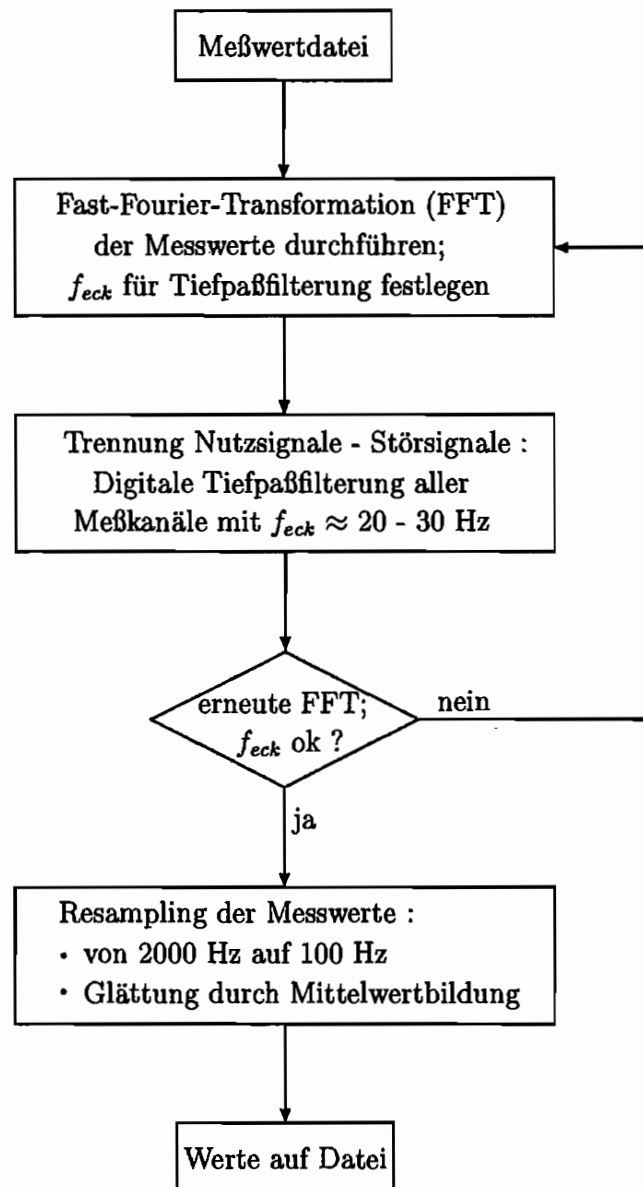 Meßwertdatei
Fast-Fourier-Transformation (FFT)
der Messwerte durchführen;
f_eck für Tiefpaßfilterung festlegen
Trennung Nutzsignale - Störsignale :
Digitale Tiefpaßfilterung aller
Meßkanäle mit f_eck ≈ 20 - 30 Hz
erneute FFT;
f_eck ok ?
nein
ja
Resampling der Messwerte :
· von 2000 Hz auf 100 Hz
· Glättung durch Mittelwertbildung
Werte auf Datei